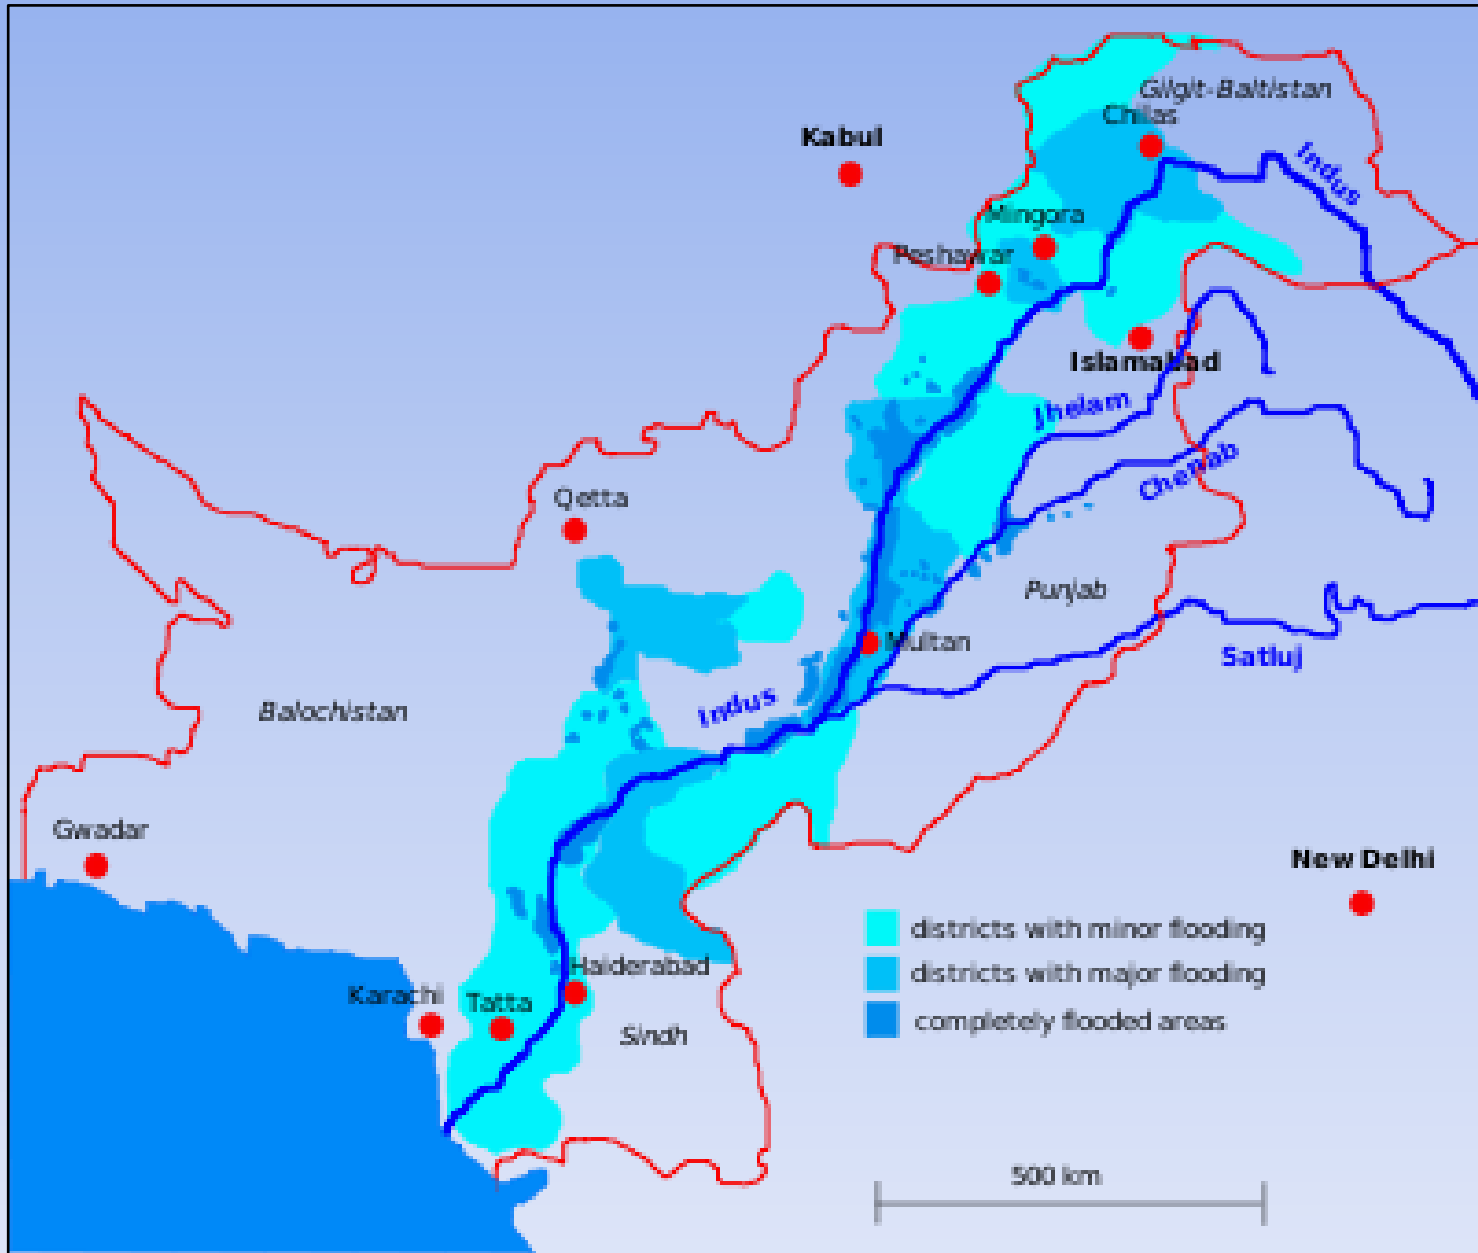 Gilgit-Baltistan
Chillas
Kabul
Indus
Mingora
Peshawar
Islamabad
Jhelam
Chenab
Qetta
Punjab
Multan
Satluj
Indus
Balochistan
Gwadar
New Delhi
districts with minor flooding
Haiderabad
districts with major flooding
Karachi
Tatta
completely flooded areas
Sindh
500 km